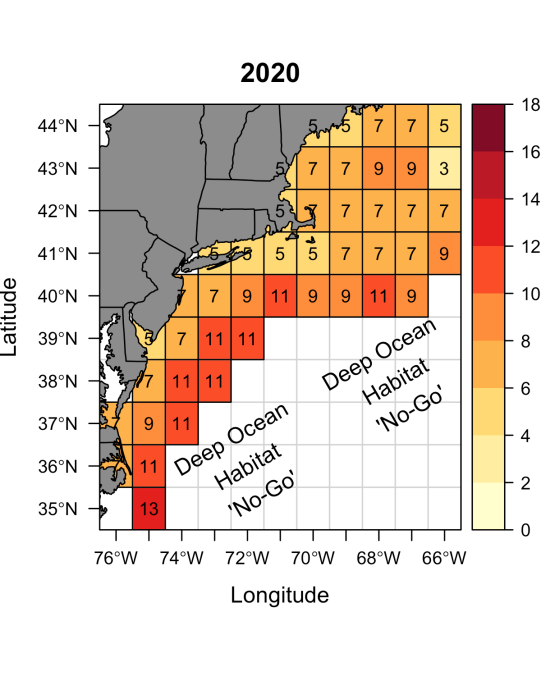 2020
18
44°N 5 5 7 7 5
16
43°N 5 7 7 9 9 3
14
42°N 5 7 7 7 7 7
41°N 5 5 5 5 7 7 7 9
12
40°N 7 9 11 9 9 11 9
10
39°N 5 7 11 11
8
38°N 7 11 11
Deep Ocean
Habitat
'No-Go'
6
37°N 7 9 11
Deep Ocean
Habitat
'No-Go'
4
36°N 7 11
2
35°N 13
0
76°W 74°W 72°W 70°W 68°W 66°W
Longitude
Latitude